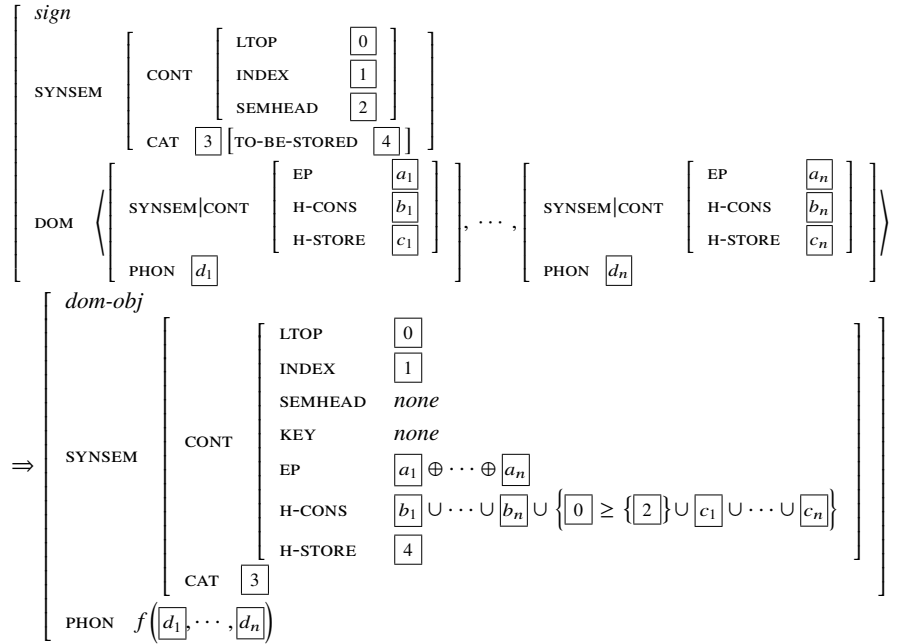 sign
LTOP 0
SYNSEM CONT INDEX 1
SEMHEAD 2
CAT 3 [TO-BE-STORED 4]
EP a1 EP an
DOM ⟨ SYNSEM|CONT H-CONS b1 , ⋯ , SYNSEM|CONT H-CONS bn ⟩
H-STORE c1 H-STORE cn
PHON d1 PHON dn
dom-obj
LTOP 0
INDEX 1
SEMHEAD none
KEY none
⇒ SYNSEM CONT
EP a1 ⊕ ⋯ ⊕ an
H-CONS b1 ∪ ⋯ ∪ bn ∪ {0 ≥ {2} ∪ c1 ∪ ⋯ ∪ cn}
H-STORE 4
CAT 3
PHON f(d1, ⋯ , dn)